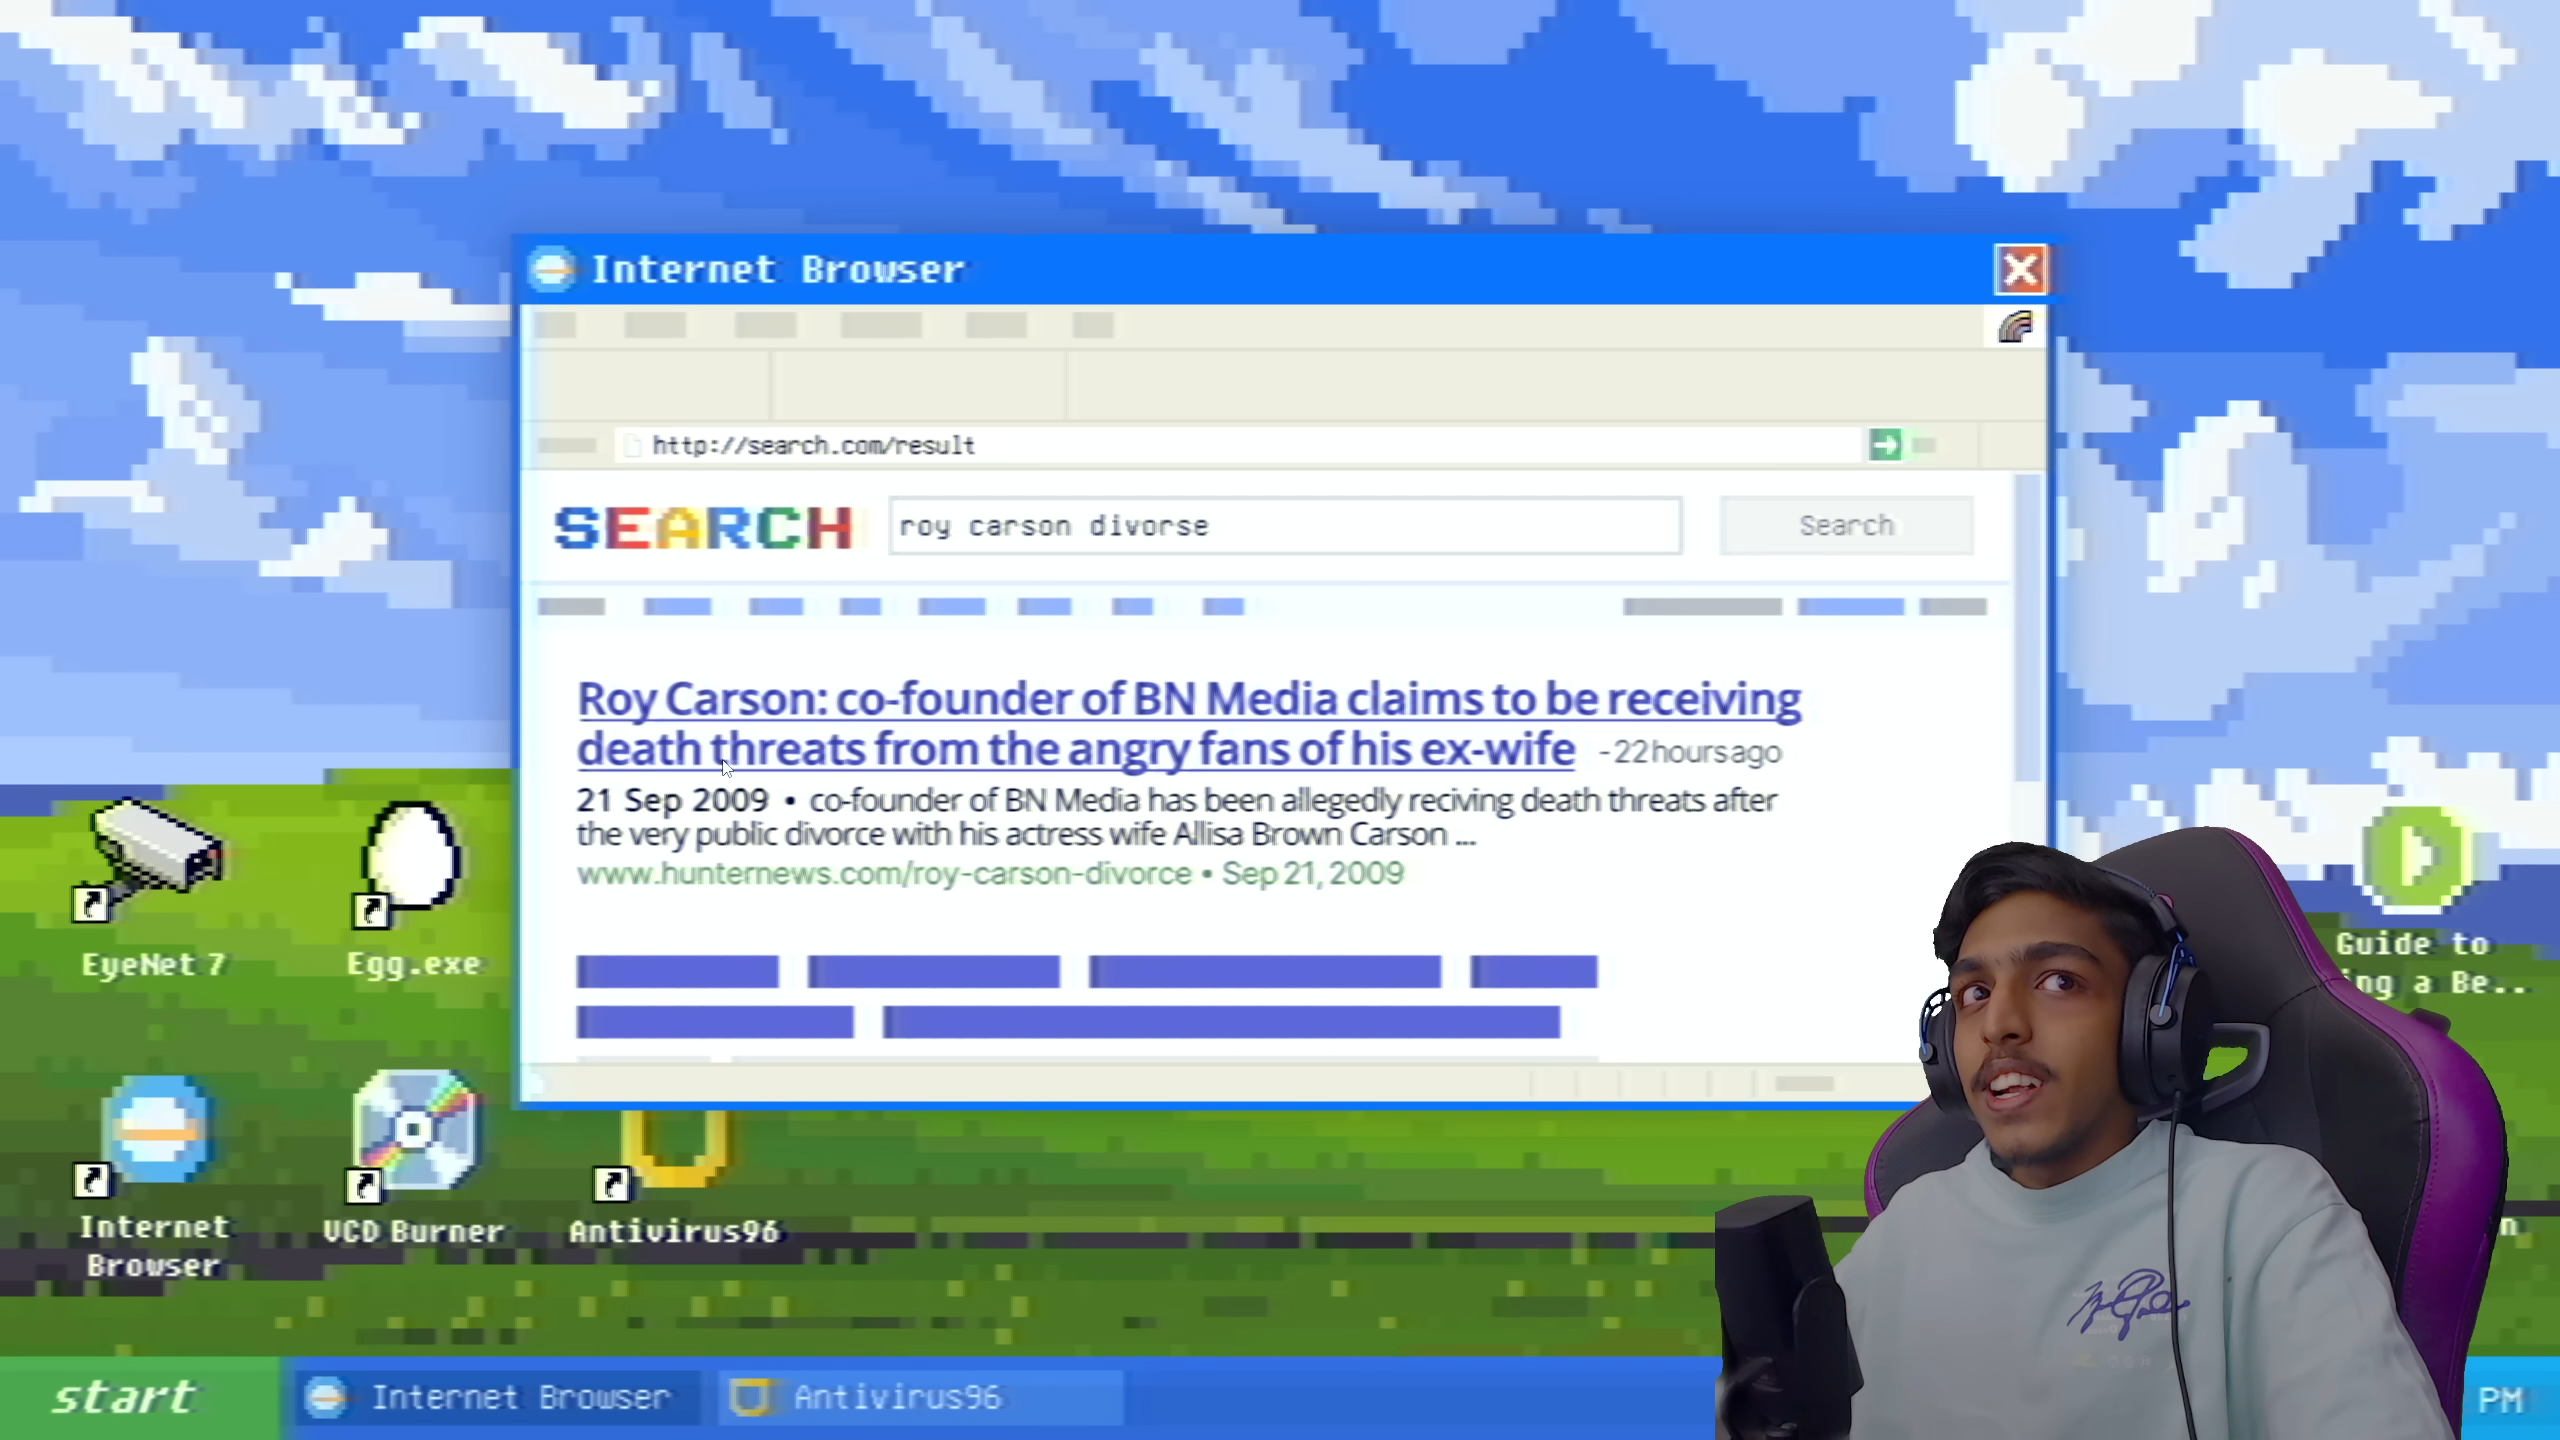 Internet Browser
http://search.com/result
SEARCH
roy carson divorse
Search
Roy Carson: co-founder of BN Media claims to be receiving
death threats from the angry fans of his ex-wife - 22 hours ago
21 Sep 2009 • co-founder of BN Media has been allegedly reciving death threats after
the very public divorce with his actress wife Allisa Brown Carson ...
www.hunternews.com/roy-carson-divorce • Sep 21, 2009
EyeNet 7
Egg.exe
Guide to
ng a Be..
Internet
Browser
VCD Burner
Antivirus96
start
Internet Browser
Antivirus96
PM